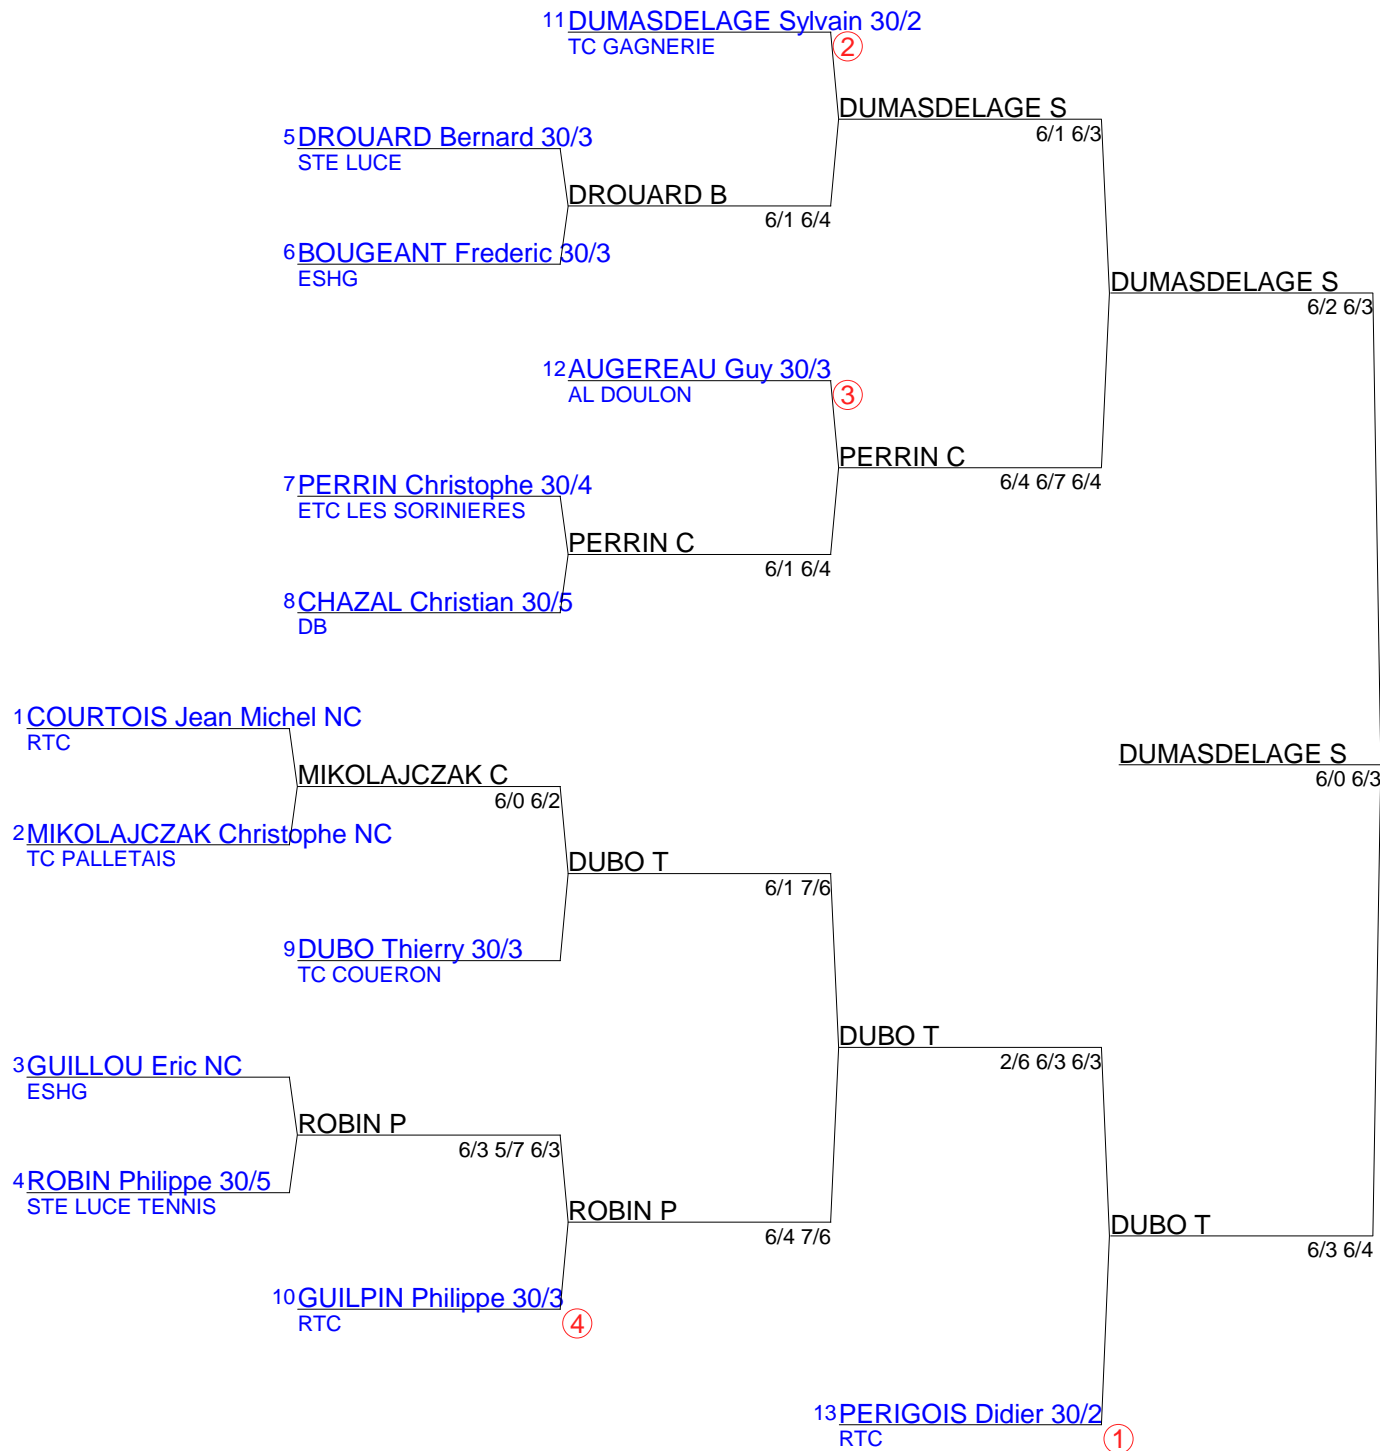 11 DUMASDELAGE Sylvain 30/2
TC GAGNERIE
2
DUMASDELAGE S
6/1 6/3
5 DROUARD Bernard 30/3
STE LUCE
DROUARD B
6/1 6/4
6 BOUGEANT Frederic 30/3
ESHG
DUMASDELAGE S
6/2 6/3
12 AUGEREAU Guy 30/3
AL DOULON
3
PERRIN C
6/4 6/7 6/4
7 PERRIN Christophe 30/4
ETC LES SORINIERES
PERRIN C
6/1 6/4
8 CHAZAL Christian 30/5
DB
1 COURTOIS Jean Michel NC
RTC
DUMASDELAGE S
6/0 6/3
MIKOLAJCZAK C
6/0 6/2
2 MIKOLAJCZAK Christophe NC
TC PALLETAIS
DUBO T
6/1 7/6
9 DUBO Thierry 30/3
TC COUERON
DUBO T
2/6 6/3 6/3
3 GUILLOU Eric NC
ESHG
ROBIN P
6/3 5/7 6/3
4 ROBIN Philippe 30/5
STE LUCE TENNIS
ROBIN P
6/4 7/6
DUBO T
6/3 6/4
10 GUILPIN Philippe 30/3
RTC
4
13 PERIGOIS Didier 30/2
RTC
1